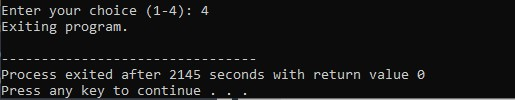 Enter your choice (1-4): 4
Exiting program.
--------------------------------
Process exited after 2145 seconds with return value 0
Press any key to continue . . .